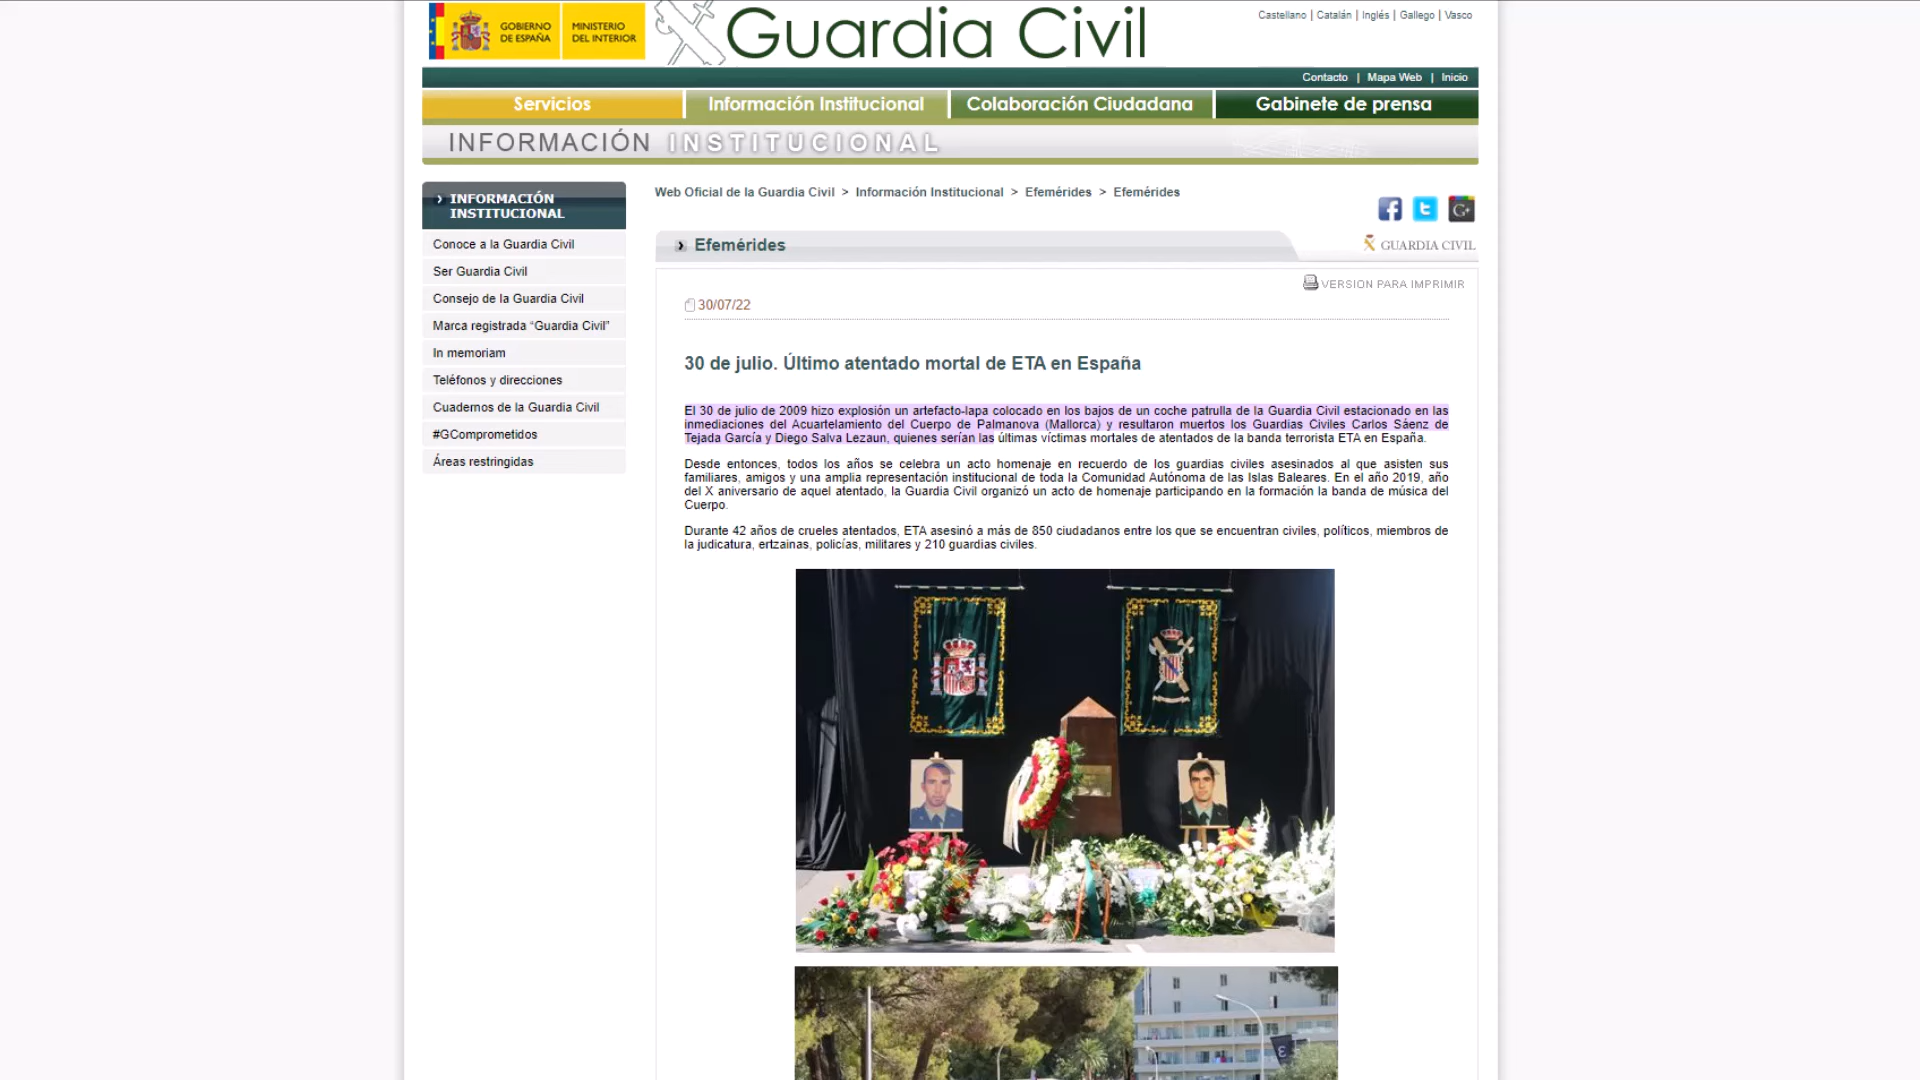 GOBIERNO DE ESPAÑA
MINISTERIO DEL INTERIOR
Guardia Civil
Castellano | Catalán | Inglés | Gallego | Vasco
Contacto | Mapa Web | Inicio
Servicios
Información Institucional
Colaboración Ciudadana
Gabinete de prensa
INFORMACIÓN INSTITUCIONAL
INFORMACIÓN
INSTITUCIONAL
Conoce a la Guardia Civil
Ser Guardia Civil
Consejo de la Guardia Civil
Marca registrada “Guardia Civil”
In memoriam
Teléfonos y direcciones
Cuadernos de la Guardia Civil
#GComprometidos
Áreas restringidas
Web Oficial de la Guardia Civil > Información Institucional > Efemérides > Efemérides
Efemérides
GUARDIA CIVIL
VERSION PARA IMPRIMIR
30/07/22
30 de julio. Último atentado mortal de ETA en España
El 30 de julio de 2009 hizo explosión un artefacto-lapa colocado en los bajos de un coche patrulla de la Guardia Civil estacionado en las
inmediaciones del Acuartelamiento del Cuerpo de Palmanova (Mallorca) y resultaron muertos los Guardias Civiles Carlos Sáenz de
Tejada García y Diego Salva Lezaun, quienes serían las últimas víctimas mortales de atentados de la banda terrorista ETA en España.
Desde entonces, todos los años se celebra un acto homenaje en recuerdo de los guardias civiles asesinados al que asisten sus
familiares, amigos y una amplia representación institucional de toda la Comunidad Autónoma de las Islas Baleares. En el año 2019, año
del X aniversario de aquel atentado, la Guardia Civil organizó un acto de homenaje participando en la formación la banda de música del
Cuerpo.
Durante 42 años de crueles atentados, ETA asesinó a más de 850 ciudadanos entre los que se encuentran civiles, políticos, miembros de
la judicatura, ertzainas, policías, militares y 210 guardias civiles.